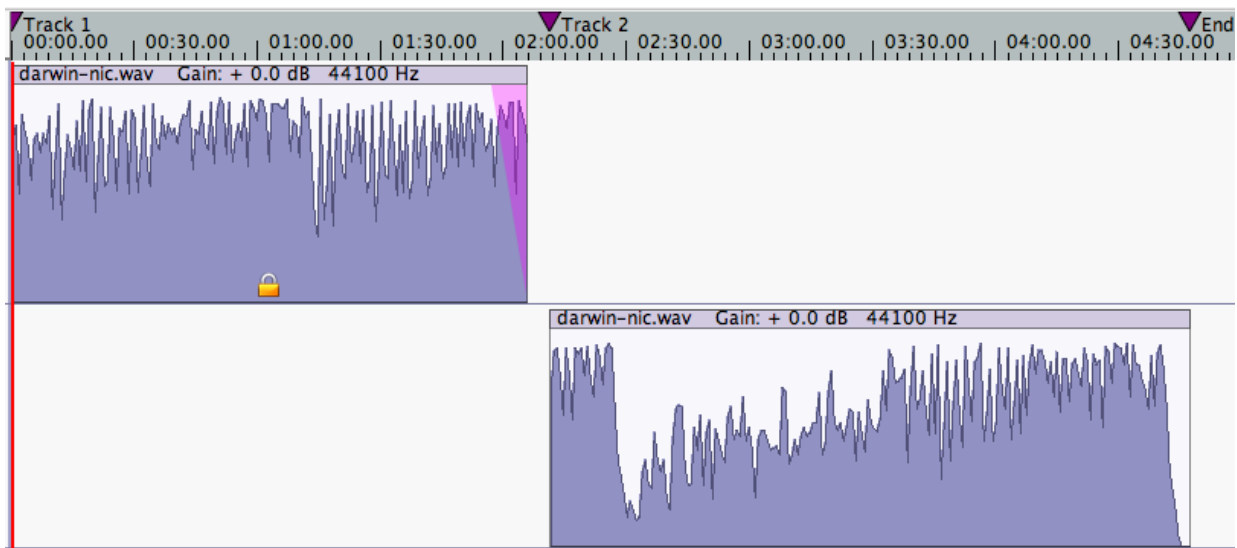 Track 1 Track 2 End
00:00.00 00:30.00 01:00.00 01:30.00 02:00.00 02:30.00 03:00.00 03:30.00 04:00.00 04:30.00
darwin-nic.wav Gain: + 0.0 dB 44100 Hz
darwin-nic.wav Gain: + 0.0 dB 44100 Hz